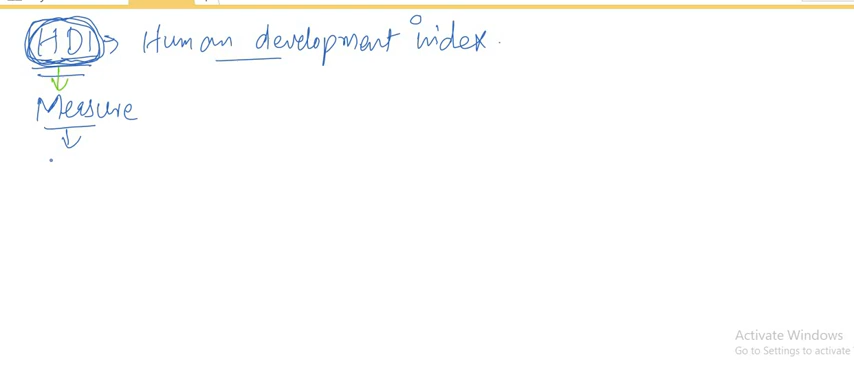 HDI → Human development index.
Measure
Activate Windows
Go to Settings to activate